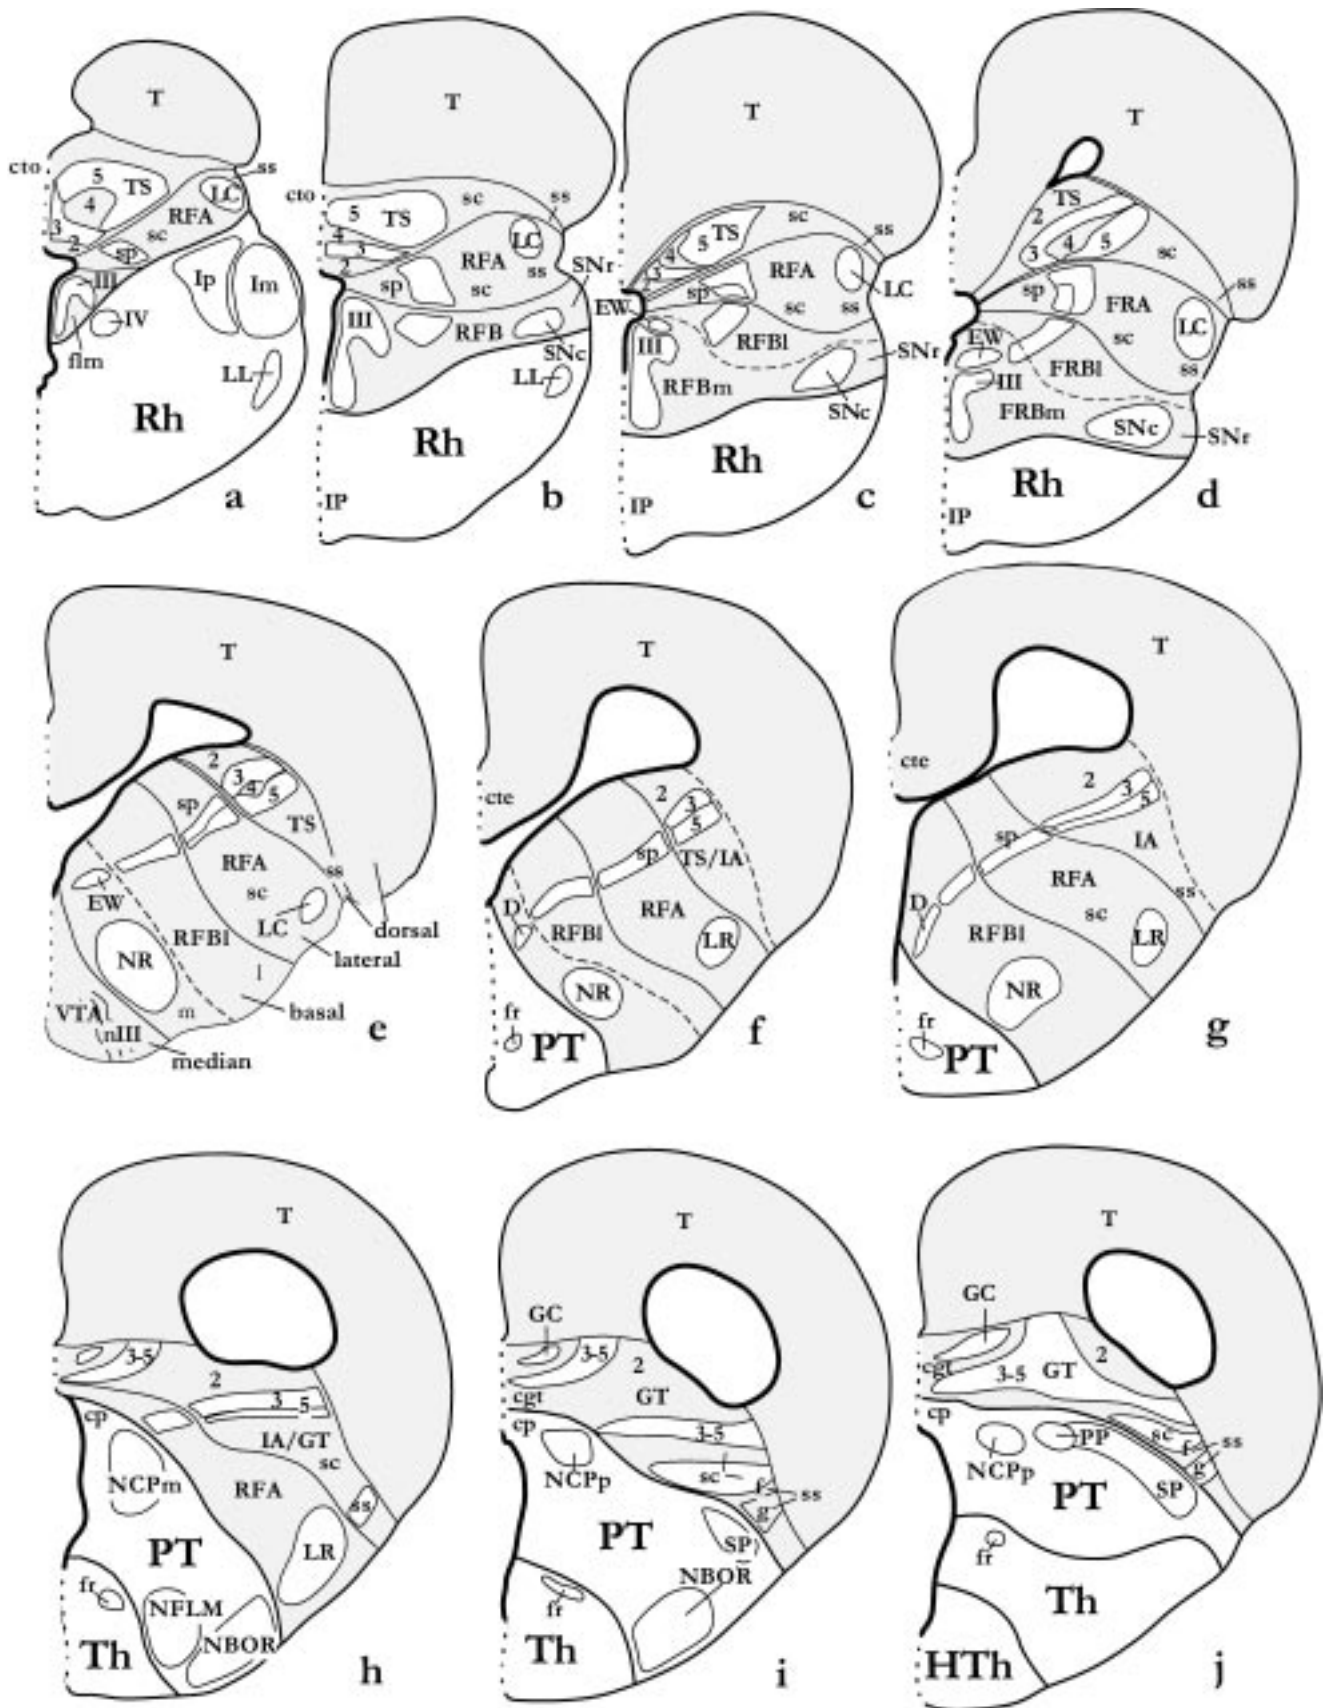 T
cto
5
TS
4
3
2
sp
sc
RFA
LC
ss
III
IV
flm
Ip
Im
LL
Rh
a
T
cto
5
TS
sc
ss
4
3
2
sp
RFA
LC
ss
sc
SNr
III
RFB
SNc
LL
Rh
IP
b
T
sc
ss
5
TS
4
3
2
sp
RFA
LC
EW
sc
ss
III
RFBl
SNr
RFBm
SNc
Rh
IP
c
T
TS
2
3
4
5
sc
ss
sp
FRA
LC
EW
sc
ss
III
FRBl
FRBm
SNc
SNr
Rh
IP
d
T
2
3
4
5
sp
TS
RFA
ss
sc
EW
LC
dorsal
RFBl
lateral
NR
l
VTA
m
basal
nIII
median
e
T
cte
2
3
5
sp
TS/IA
D
RFBl
RFA
LR
NR
fr
PT
f
T
cte
2
3
5
sp
IA
RFA
ss
D
sc
RFBl
LR
NR
fr
PT
g
T
3-5
2
3
5
cp
IA/GT
sc
NCPm
RFA
ss
PT
LR
fr
NFLM
NBOR
Th
h
T
GC
3-5
2
cgt
GT
cp
3-5
NCPp
sc
f
ss
g
PT
SP
NBOR
fr
Th
i
T
GC
2
cgt
3-5
GT
cp
PP
sc
f
ss
NCPp
g
PT
SP
fr
Th
HTh
j